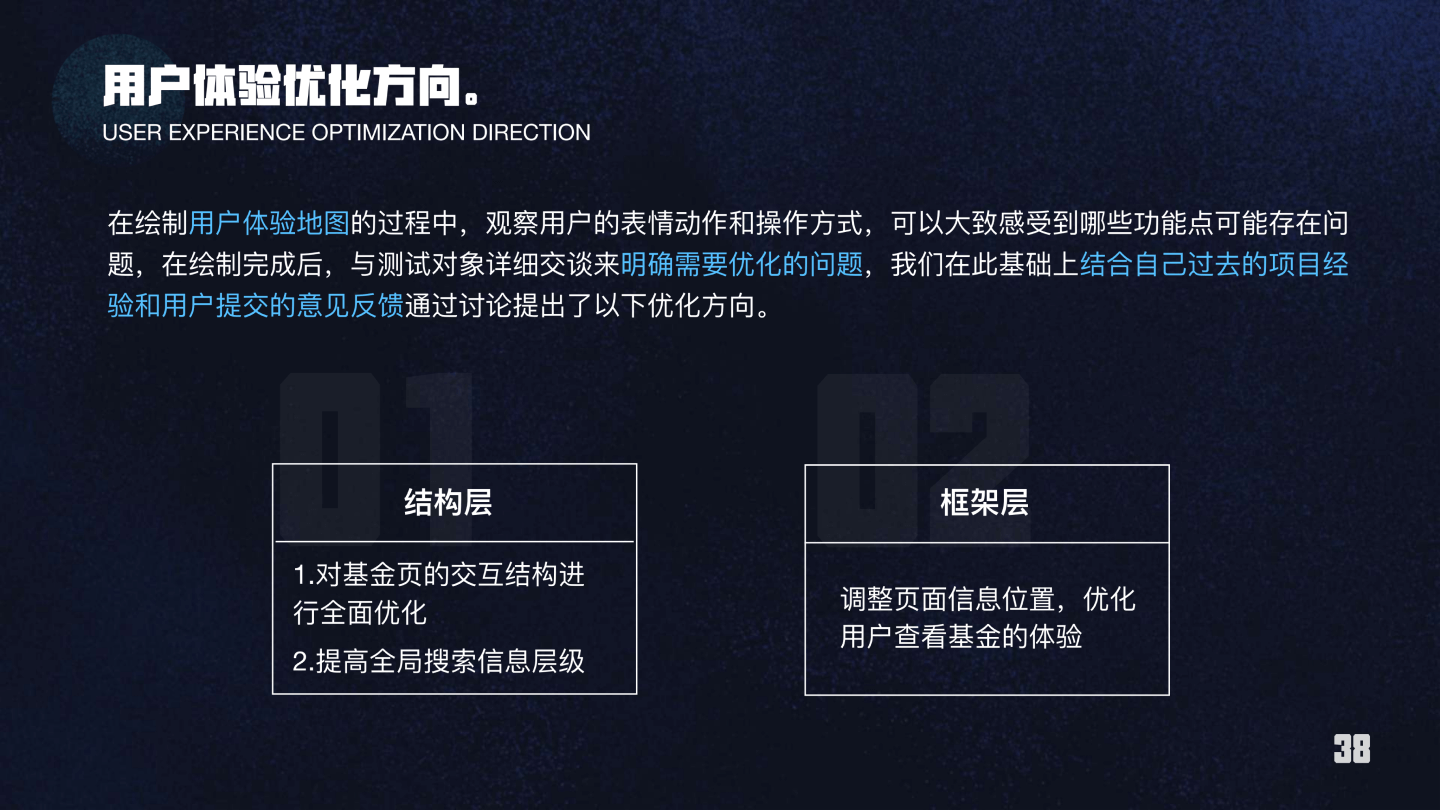 用户体验优化方向。
USER EXPERIENCE OPTIMIZATION DIRECTION
在绘制用户体验地图的过程中，观察用户的表情动作和操作方式，可以大致感受到哪些功能点可能存在问
题，在绘制完成后，与测试对象详细交谈来明确需要优化的问题，我们在此基础上结合自己过去的项目经
验和用户提交的意见反馈通过讨论提出了以下优化方向。
01
结构层
1.对基金页的交互结构进
行全面优化
2.提高全局搜索信息层级
02
框架层
调整页面信息位置，优化
用户查看基金的体验
38